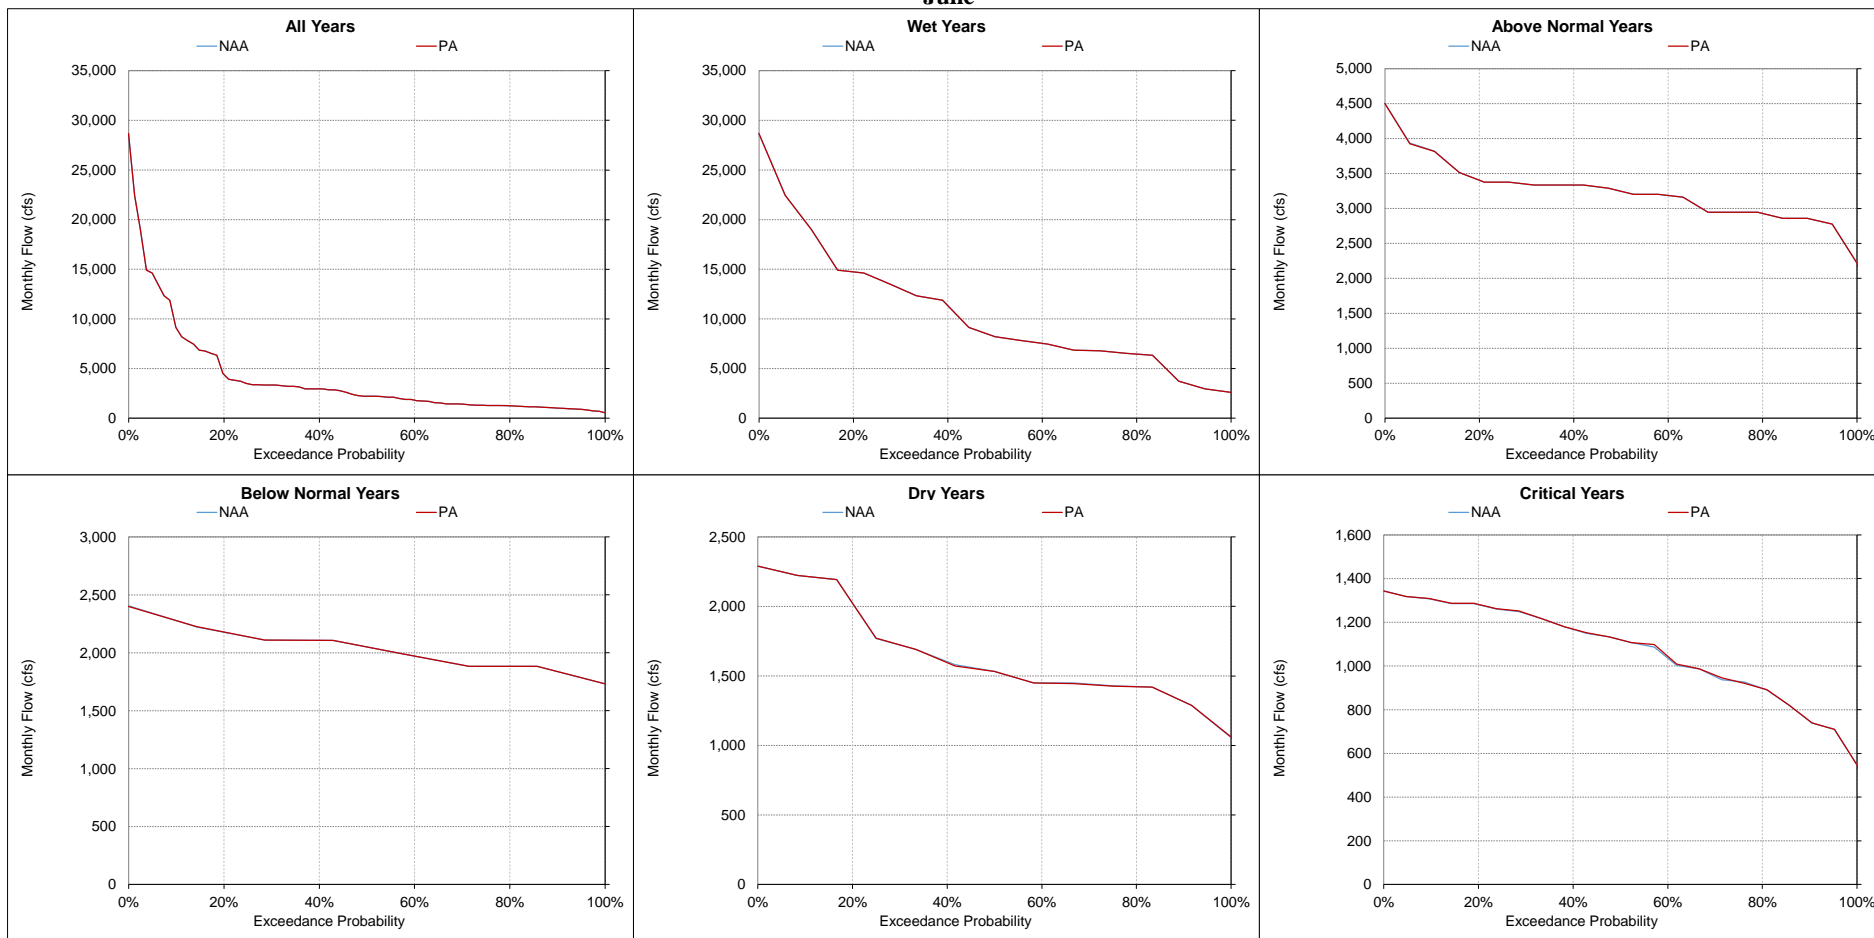 June
All Years
NAA PA
35,000
30,000
25,000
20,000
15,000
10,000
5,000
0
Monthly Flow (cfs)
0% 20% 40% 60% 80% 100%
Exceedance Probability
Wet Years
NAA PA
35,000
30,000
25,000
20,000
15,000
10,000
5,000
0
Monthly Flow (cfs)
0% 20% 40% 60% 80% 100%
Exceedance Probability
Above Normal Years
NAA PA
5,000
4,500
4,000
3,500
3,000
2,500
2,000
1,500
1,000
500
0
Monthly Flow (cfs)
0% 20% 40% 60% 80% 100%
Exceedance Probability
Below Normal Years
NAA PA
3,000
2,500
2,000
1,500
1,000
500
0
Monthly Flow (cfs)
0% 20% 40% 60% 80% 100%
Exceedance Probability
Dry Years
NAA PA
2,500
2,000
1,500
1,000
500
0
Monthly Flow (cfs)
0% 20% 40% 60% 80% 100%
Exceedance Probability
Critical Years
NAA PA
1,600
1,400
1,200
1,000
800
600
400
200
0
Monthly Flow (cfs)
0% 20% 40% 60% 80% 100%
Exceedance Probability